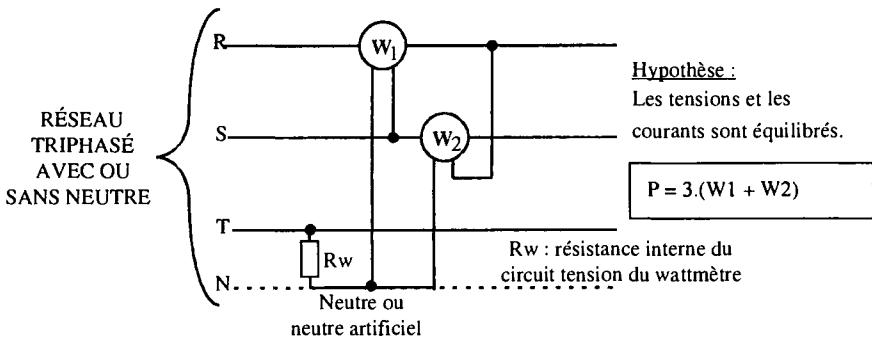 R
W1
Hypothèse :
Les tensions et les
courants sont équilibrés.
RÉSEAU
TRIPHASÉ
AVEC OU
SANS NEUTRE
S
W2
P = 3.(W1 + W2)
T
Rw
Rw : résistance interne du
circuit tension du wattmètre
N
Neutre ou
neutre artificiel